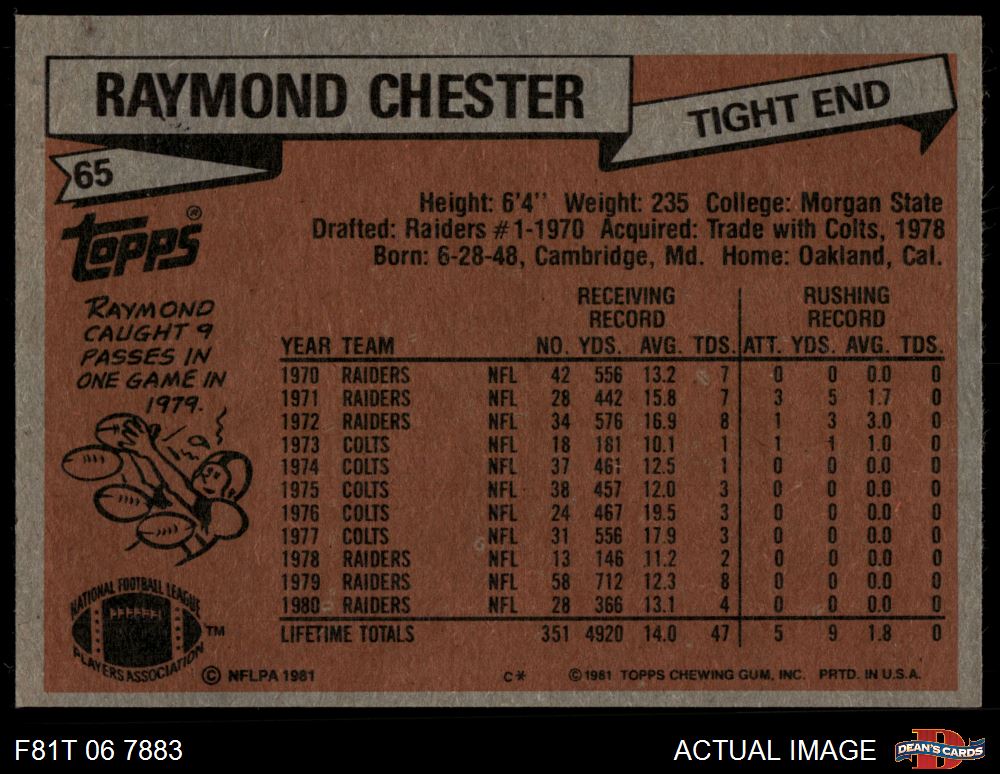 RAYMOND CHESTER
TIGHT END
65
TOPPS®
Height: 6'4'' Weight: 235 College: Morgan State
Drafted: Raiders #1-1970 Acquired: Trade with Colts, 1978
Born: 6-28-48, Cambridge, Md. Home: Oakland, Cal.
RAYMOND
CAUGHT 9
PASSES IN
ONE GAME IN
1979.
RECEIVING RUSHING
RECORD RECORD
YEAR TEAM NO. YDS. AVG. TDS. ATT. YDS. AVG. TDS.
1970 RAIDERS NFL 42 556 13.2 7 0 0 0.0 0
1971 RAIDERS NFL 28 442 15.8 7 3 5 1.7 0
1972 RAIDERS NFL 34 576 16.9 8 1 3 3.0 0
1973 COLTS NFL 18 181 10.1 1 1 1 1.0 0
1974 COLTS NFL 37 461 12.5 1 0 0 0.0 0
1975 COLTS NFL 38 457 12.0 3 0 0 0.0 0
1976 COLTS NFL 24 467 19.5 3 0 0 0.0 0
1977 COLTS NFL 31 556 17.9 3 0 0 0.0 0
1978 RAIDERS NFL 13 146 11.2 2 0 0 0.0 0
1979 RAIDERS NFL 58 712 12.3 8 0 0 0.0 0
1980 RAIDERS NFL 28 366 13.1 4 0 0 0.0 0
LIFETIME TOTALS 351 4920 14.0 47 5 9 1.8 0
NATIONAL FOOTBALL LEAGUE
PLAYERS ASSOCIATION
TM
© NFLPA 1981 C* ©1981 TOPPS CHEWING GUM, INC. PRTD. IN U.S.A.
F81T 06 7883 ACTUAL IMAGE
D
DEAN'S CARDS